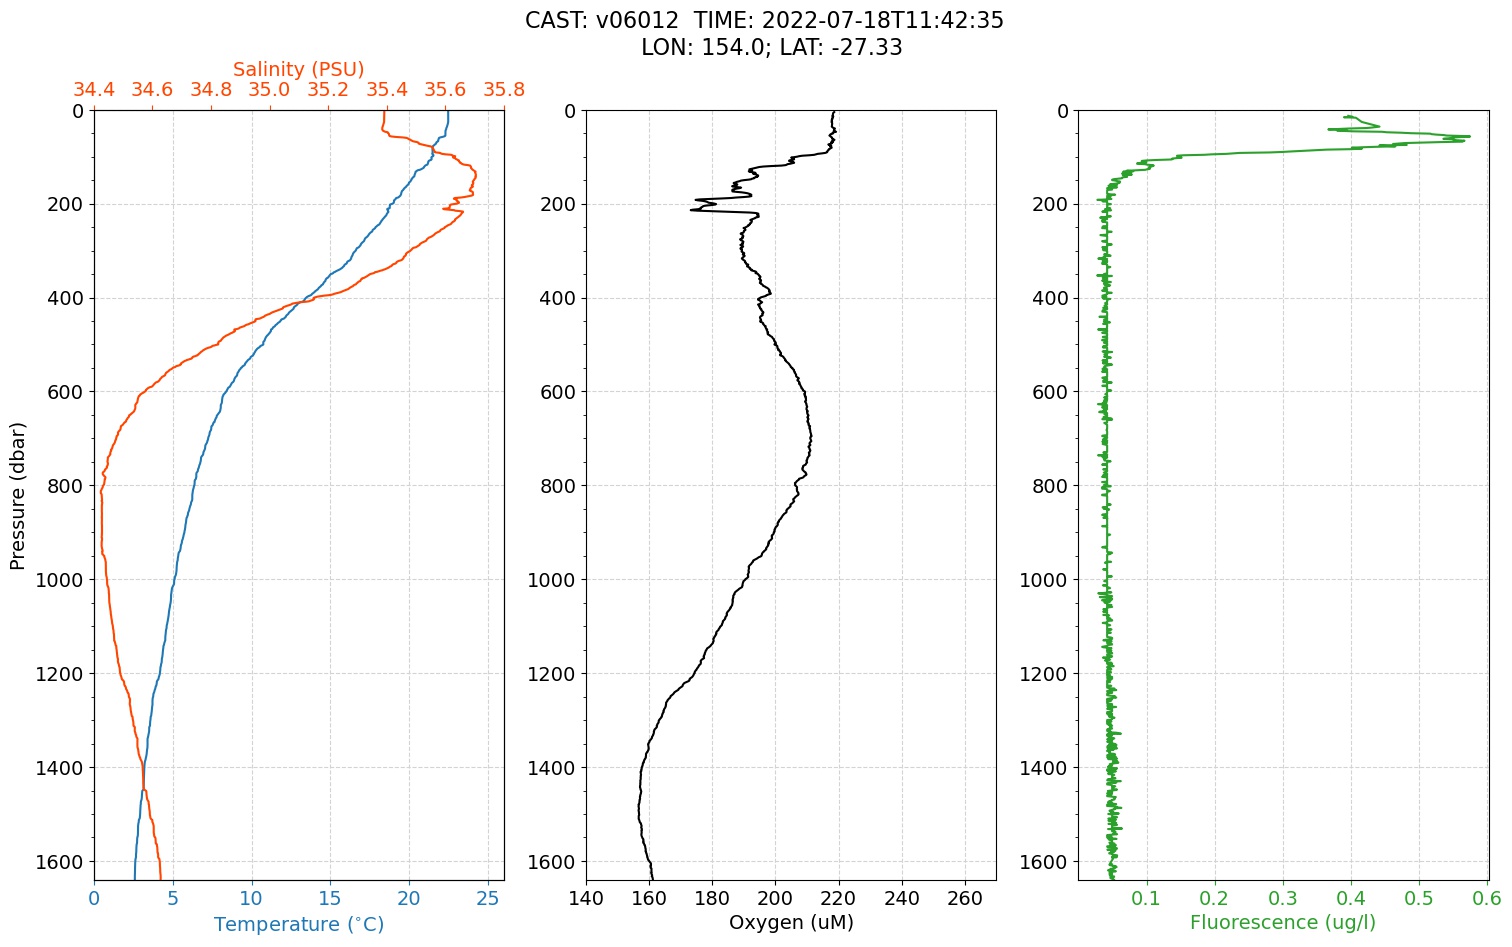 CAST: v06012  TIME: 2022-07-18T11:42:35
LON: 154.0; LAT: -27.33
Salinity (PSU)
34.4 34.6 34.8 35.0 35.2 35.4 35.6 35.8
0
200
400
600
800
1000
1200
1400
1600
Pressure (dbar)
0 5 10 15 20 25
Temperature (°C)
0
200
400
600
800
1000
1200
1400
1600
140 160 180 200 220 240 260
Oxygen (uM)
0
200
400
600
800
1000
1200
1400
1600
0.1 0.2 0.3 0.4 0.5 0.6
Fluorescence (ug/l)